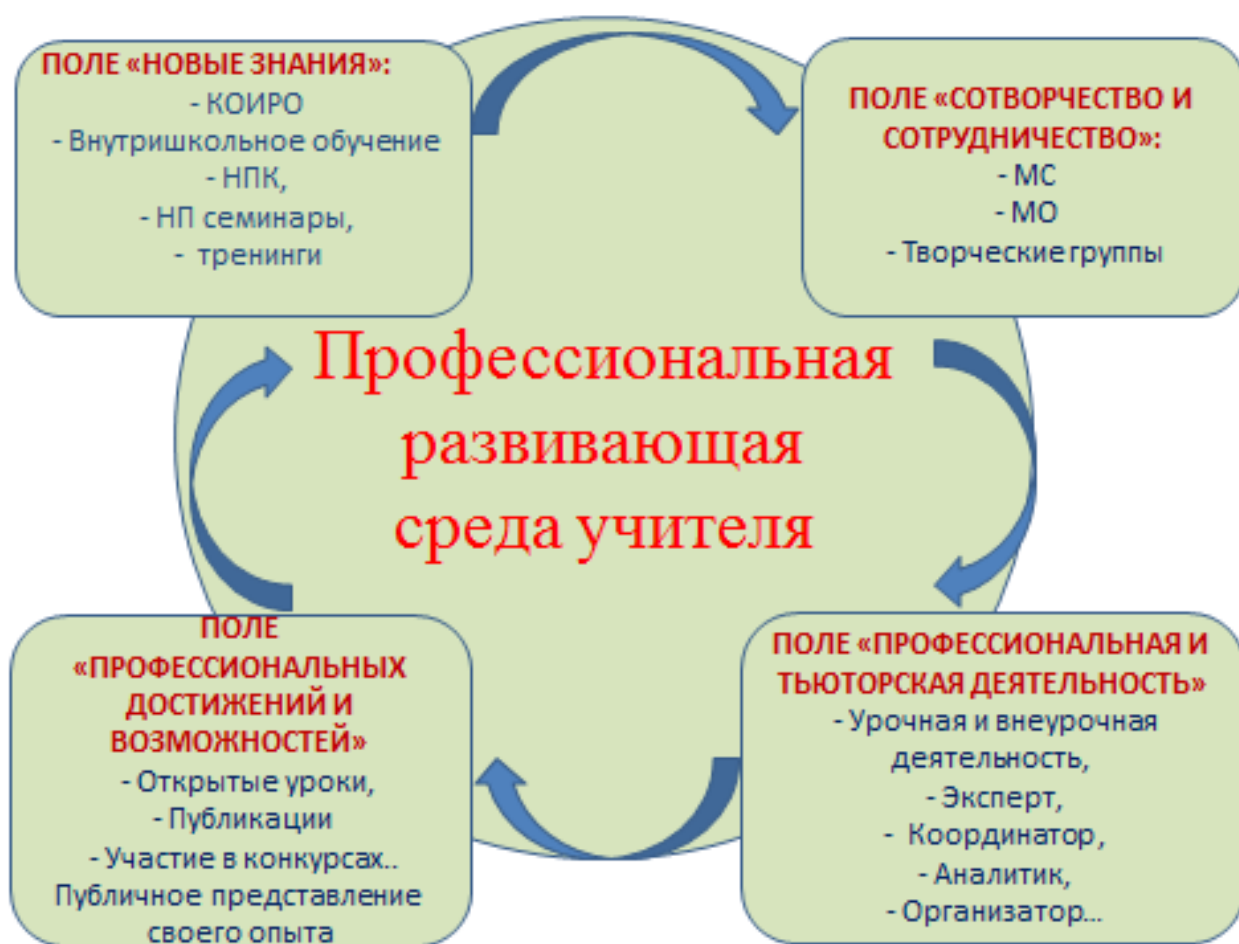 ПОЛЕ «НОВЫЕ ЗНАНИЯ»:
- КОИРО
- Внутришкольное обучение
- НПК,
- НП семинары,
- тренинги
ПОЛЕ «СОТВОРЧЕСТВО И
СОТРУДНИЧЕСТВО»:
- МС
- МО
- Творческие группы
Профессиональная
развивающая
среда учителя
ПОЛЕ
«ПРОФЕССИОНАЛЬНЫХ
ДОСТИЖЕНИЙ И
ВОЗМОЖНОСТЕЙ»
- Открытые уроки,
- Публикации
- Участие в конкурсах..
Публичное представление
своего опыта
ПОЛЕ «ПРОФЕССИОНАЛЬНАЯ И
ТЬЮТОРСКАЯ ДЕЯТЕЛЬНОСТЬ»
- Урочная и внеурочная
деятельность,
- Эксперт,
- Координатор,
- Аналитик,
- Организатор...